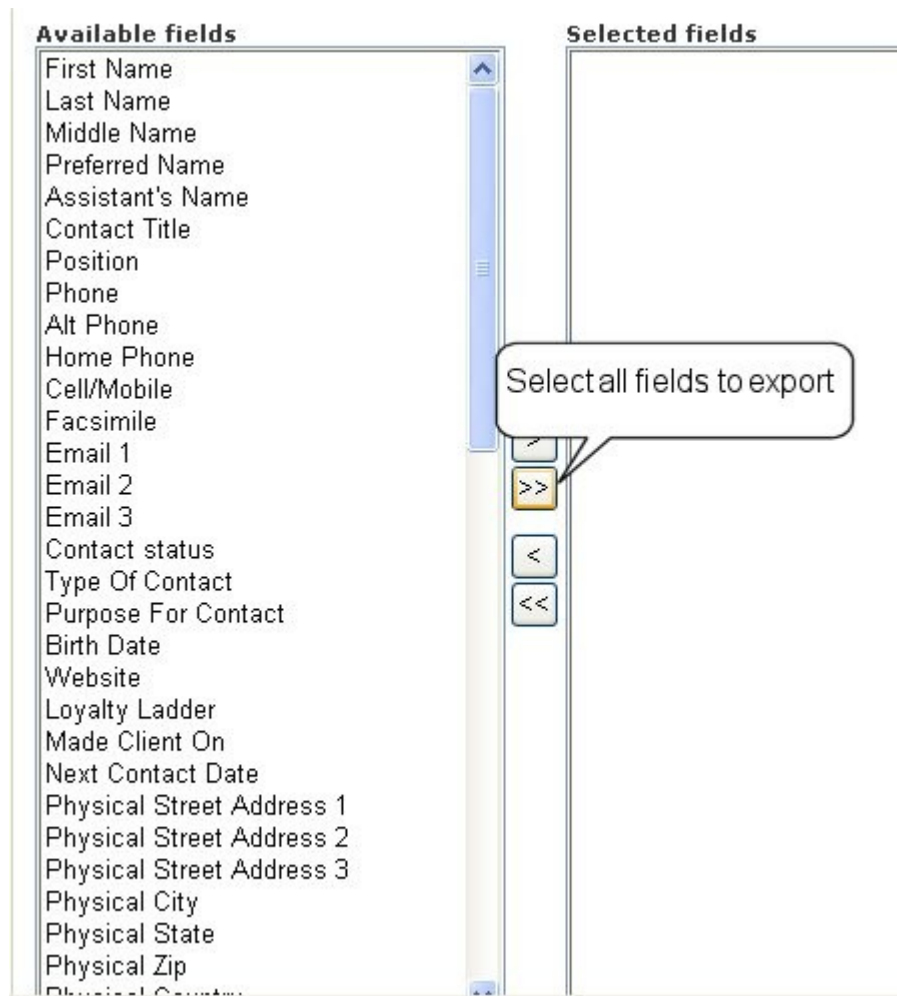 Available fields
Selected fields
First Name
Last Name
Middle Name
Preferred Name
Assistant's Name
Contact Title
Position
Phone
Alt Phone
Home Phone
Cell/Mobile
Facsimile
Email 1
Email 2
Email 3
Contact status
Type Of Contact
Purpose For Contact
Birth Date
Website
Loyalty Ladder
Made Client On
Next Contact Date
Physical Street Address 1
Physical Street Address 2
Physical Street Address 3
Physical City
Physical State
Physical Zip
Physical Country
Select all fields to export
>
>>
<
<<